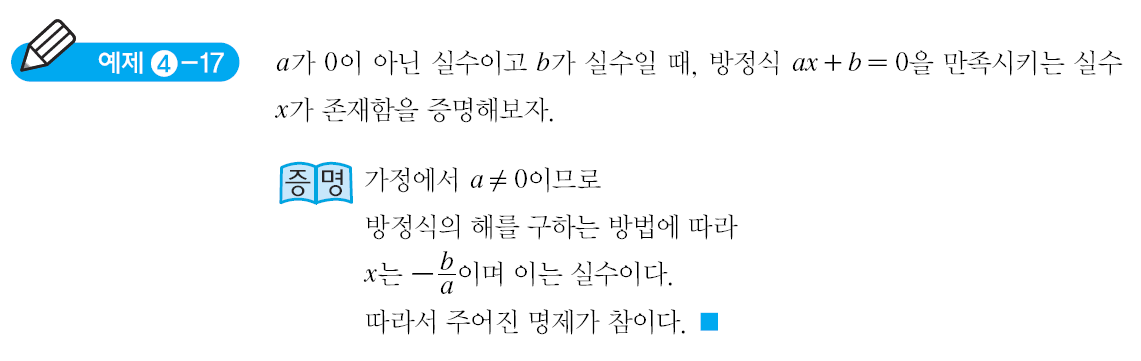 예제 4-17
a가 0이 아닌 실수이고 b가 실수일 때, 방정식 ax + b = 0을 만족시키는 실수
x가 존재함을 증명해보자.
증명 가정에서 a ≠ 0이므로
방정식의 해를 구하는 방법에 따라
x는 -b/a이며 이는 실수이다.
따라서 주어진 명제가 참이다. ■